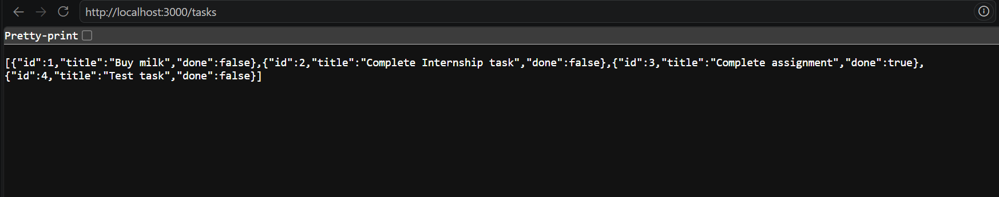 http://localhost:3000/tasks
Pretty-print
[{"id":1,"title":"Buy milk","done":false},{"id":2,"title":"Complete Internship task","done":false},{"id":3,"title":"Complete assignment","done":true},
{"id":4,"title":"Test task","done":false}]